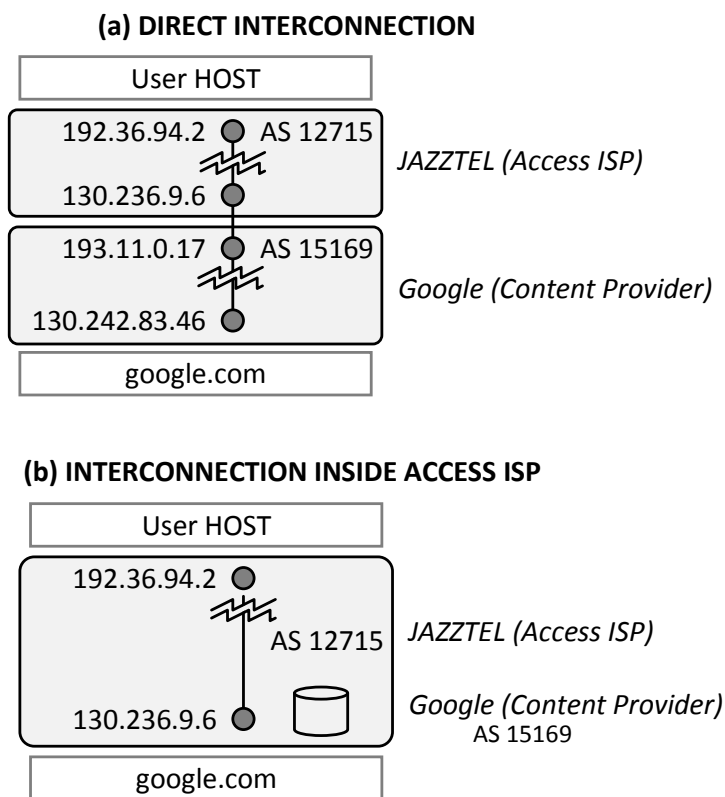 (a) DIRECT INTERCONNECTION
User HOST
192.36.94.2 AS 12715
JAZZTEL (Access ISP)
130.236.9.6
193.11.0.17 AS 15169
Google (Content Provider)
130.242.83.46
google.com
(b) INTERCONNECTION INSIDE ACCESS ISP
User HOST
192.36.94.2
AS 12715
JAZZTEL (Access ISP)
130.236.9.6
Google (Content Provider)
AS 15169
google.com